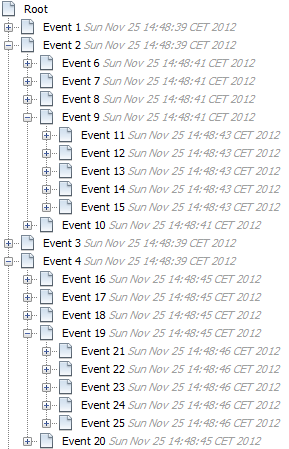 Root
Event 1 Sun Nov 25 14:48:39 CET 2012
Event 2 Sun Nov 25 14:48:39 CET 2012
Event 6 Sun Nov 25 14:48:41 CET 2012
Event 7 Sun Nov 25 14:48:41 CET 2012
Event 8 Sun Nov 25 14:48:41 CET 2012
Event 9 Sun Nov 25 14:48:41 CET 2012
Event 11 Sun Nov 25 14:48:43 CET 2012
Event 12 Sun Nov 25 14:48:43 CET 2012
Event 13 Sun Nov 25 14:48:43 CET 2012
Event 14 Sun Nov 25 14:48:43 CET 2012
Event 15 Sun Nov 25 14:48:43 CET 2012
Event 10 Sun Nov 25 14:48:41 CET 2012
Event 3 Sun Nov 25 14:48:39 CET 2012
Event 4 Sun Nov 25 14:48:39 CET 2012
Event 16 Sun Nov 25 14:48:45 CET 2012
Event 17 Sun Nov 25 14:48:45 CET 2012
Event 18 Sun Nov 25 14:48:45 CET 2012
Event 19 Sun Nov 25 14:48:45 CET 2012
Event 21 Sun Nov 25 14:48:46 CET 2012
Event 22 Sun Nov 25 14:48:46 CET 2012
Event 23 Sun Nov 25 14:48:46 CET 2012
Event 24 Sun Nov 25 14:48:46 CET 2012
Event 25 Sun Nov 25 14:48:46 CET 2012
Event 20 Sun Nov 25 14:48:45 CET 2012